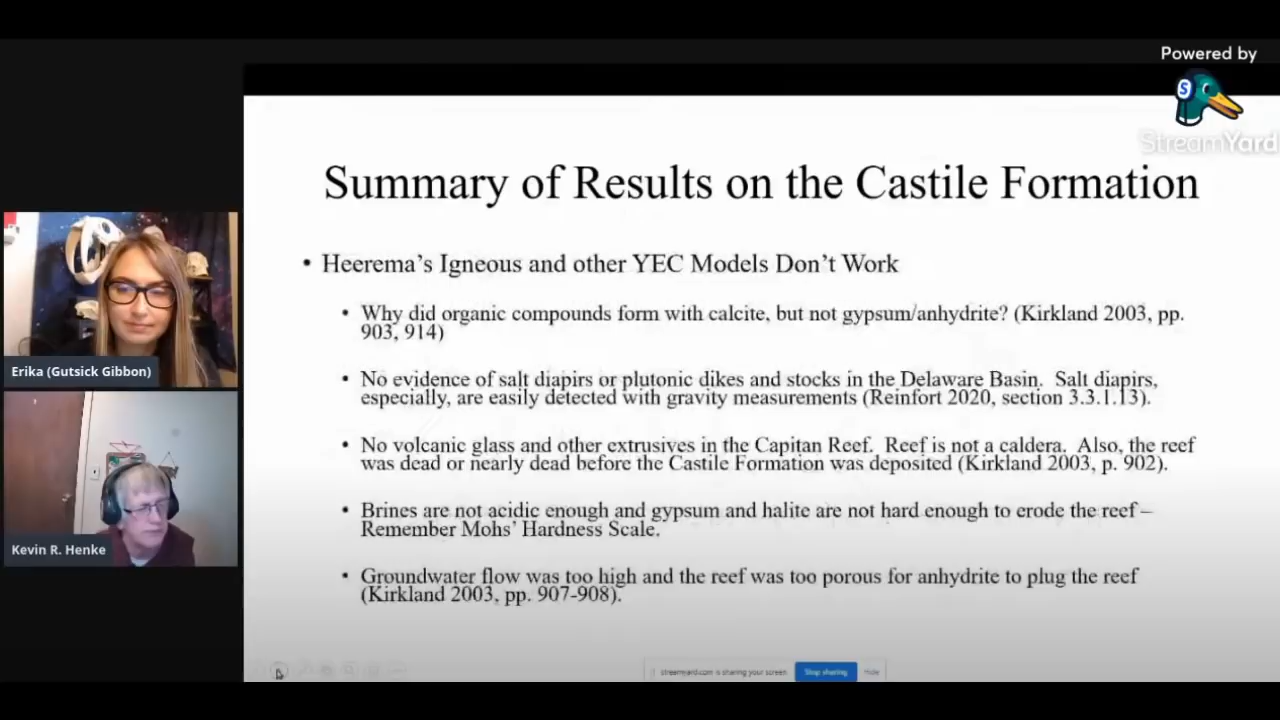 Powered by
S
StreamYard
Summary of Results on the Castile Formation
• Heerema's Igneous and other YEC Models Don't Work
• Why did organic compounds form with calcite, but not gypsum/anhydrite? (Kirkland 2003, pp.
903, 914)
• No evidence of salt diapirs or plutonic dikes and stocks in the Delaware Basin. Salt diapirs,
especially, are easily detected with gravity measurements (Reinfort 2020, section 3.3.1.13).
• No volcanic glass and other extrusives in the Capitan Reef. Reef is not a caldera. Also, the reef
was dead or nearly dead before the Castile Formation was deposited (Kirkland 2003, p. 902).
• Brines are not acidic enough and gypsum and halite are not hard enough to erode the reef –
Remember Mohs' Hardness Scale.
• Groundwater flow was too high and the reef was too porous for anhydrite to plug the reef
(Kirkland 2003, pp. 907-908).
Erika (Gutsick Gibbon)
Kevin R. Henke
streamyard.com is sharing your screen.
Stop sharing
Hide